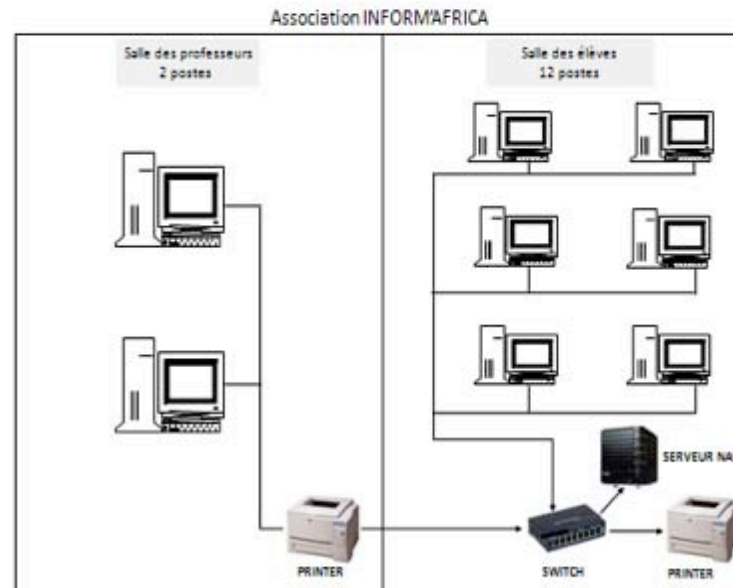 Association INFORM'AFRICA
Salle des professeurs
2 postes
Salle des élèves
12 postes
SERVEUR NA
PRINTER
SWITCH
PRINTER